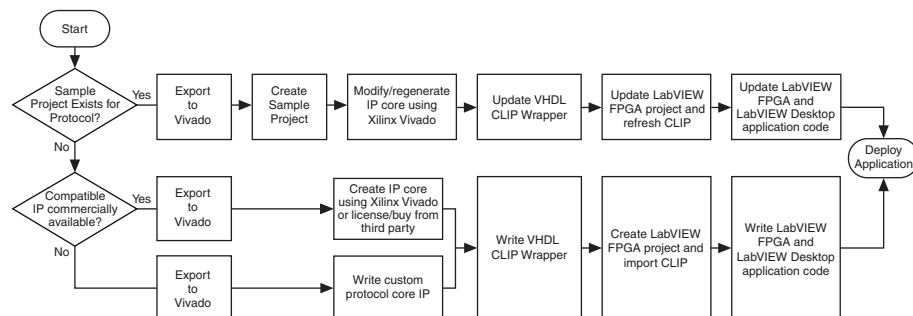 Start
Sample
Project Exists for
Protocol?
Yes
Export
to
Vivado
Create
Sample
Project
Modify/regenerate
IP core using
Xilinx Vivado
Update VHDL
CLIP Wrapper
Update LabVIEW
FPGA project and
refresh CLIP
Update LabVIEW
FPGA and
LabVIEW Desktop
application code
Deploy
Application
No
Compatible
IP commercially
available?
Yes
Export
to
Vivado
Create IP core
using Xilinx Vivado
or license/buy from
third party
Write VHDL
CLIP Wrapper
Create LabVIEW
FPGA project and
import CLIP
Write LabVIEW
FPGA and
LabVIEW Desktop
application code
No
Export
to
Vivado
Write custom
protocol core IP